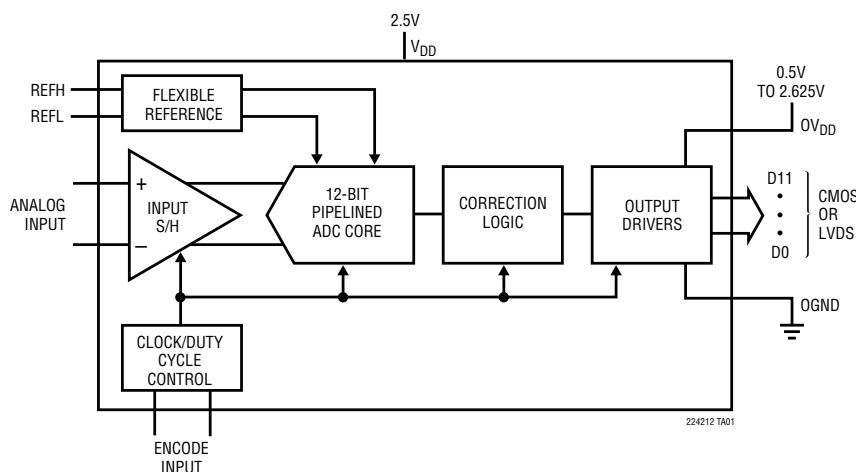 2.5V
VDD
REFH
REFL
FLEXIBLE
REFERENCE
0.5V
TO 2.625V
OVDD
ANALOG
INPUT
+
–
INPUT
S/H
12-BIT
PIPELINED
ADC CORE
CORRECTION
LOGIC
OUTPUT
DRIVERS
D11
•
•
•
D0
CMOS
OR
LVDS
OGND
CLOCK/DUTY
CYCLE
CONTROL
ENCODE
INPUT
224212 TA01